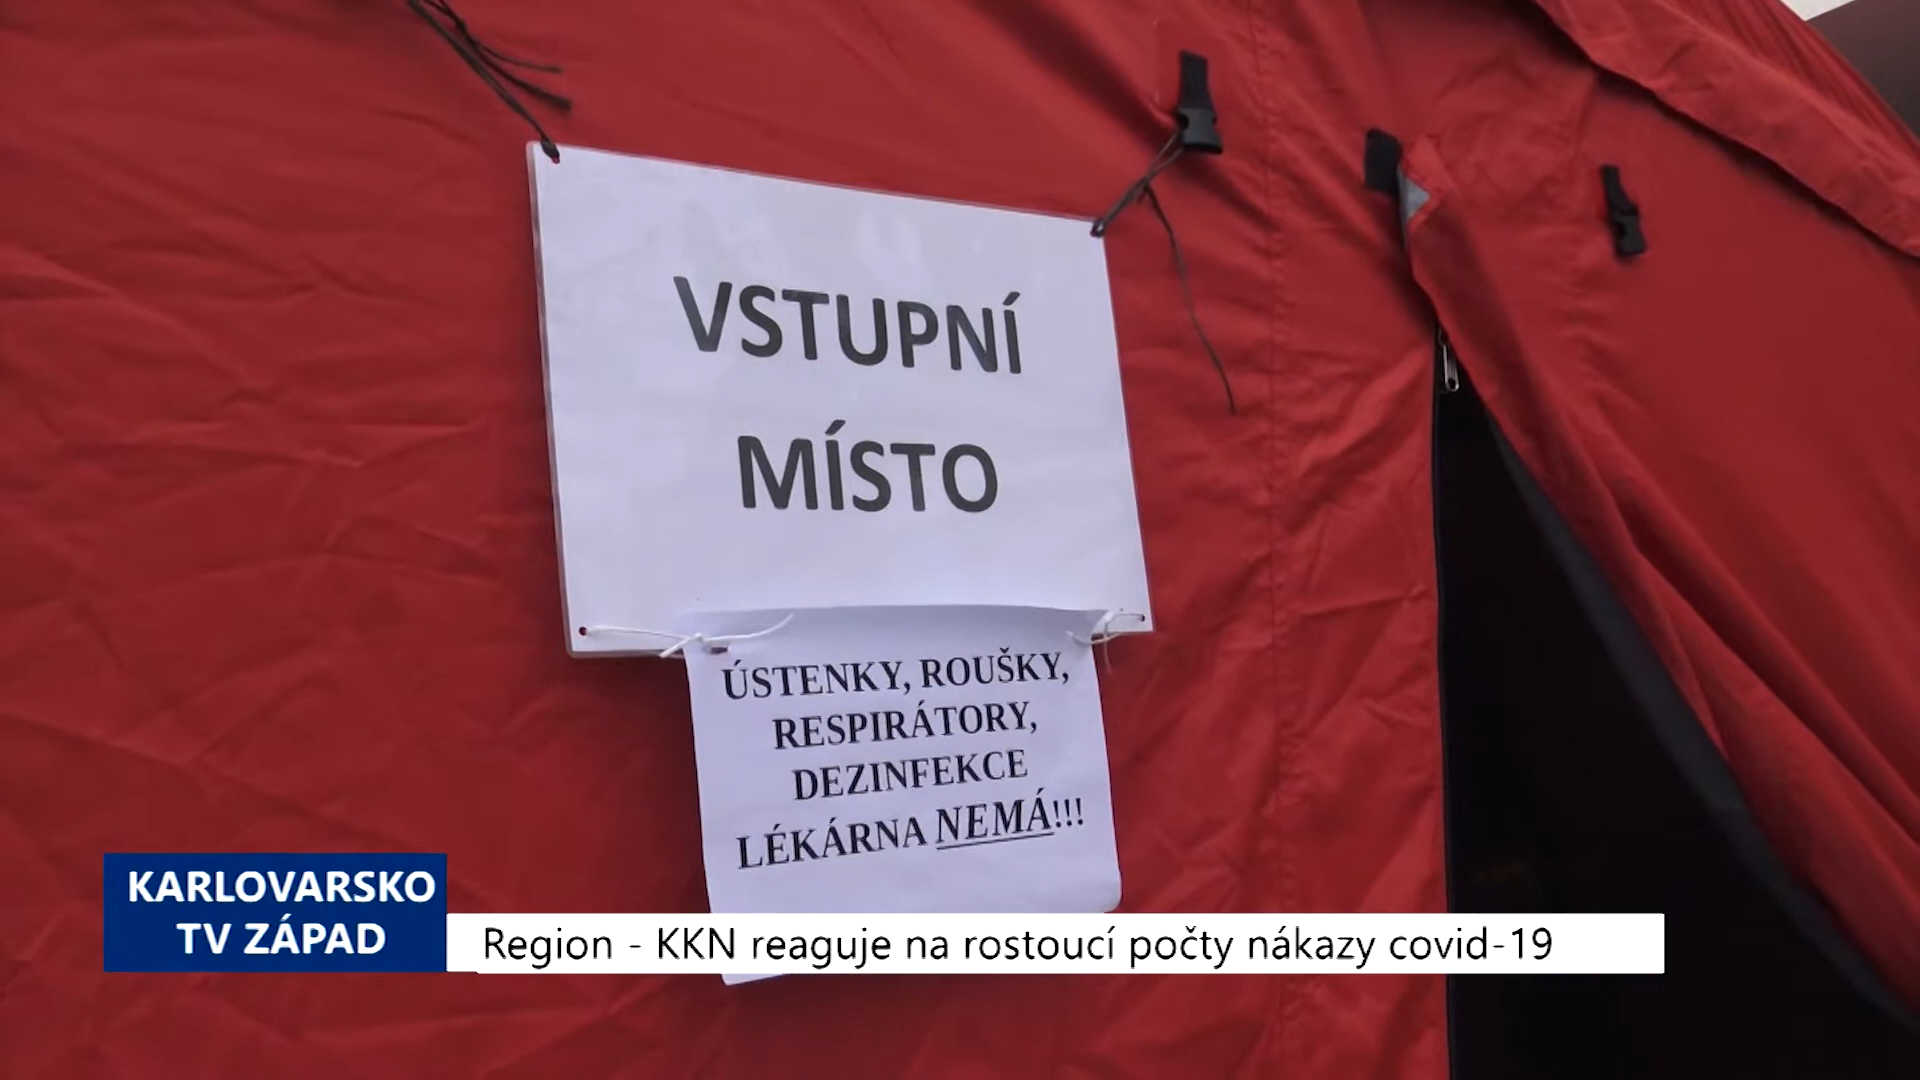 VSTUPNÍ
MÍSTO
ÚSTENKY, ROUŠKY,
RESPIRÁTORY,
DEZINFEKCE
LÉKÁRNA NEMÁ!!!
KARLOVARSKO
TV ZÁPAD
Region - KKN reaguje na rostoucí počty nákazy covid-19